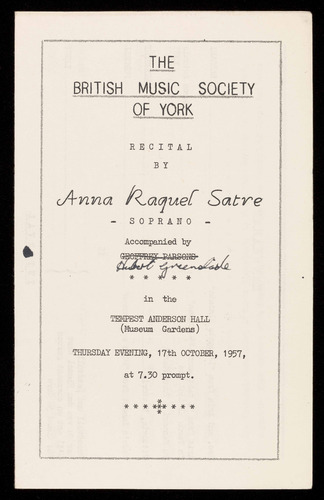 THE
BRITISH MUSIC SOCIETY
OF YORK
RECITAL
BY
Anna Raquel Satre
- SOPRANO -
Accompanied by
GEOFFREY PARSONS
Hubert Greenslade
* * * * *
in the
TEMPEST ANDERSON HALL
(Museum Gardens)
THURSDAY EVENING, 17th OCTOBER, 1957,
at 7.30 prompt.
* * * * * * *